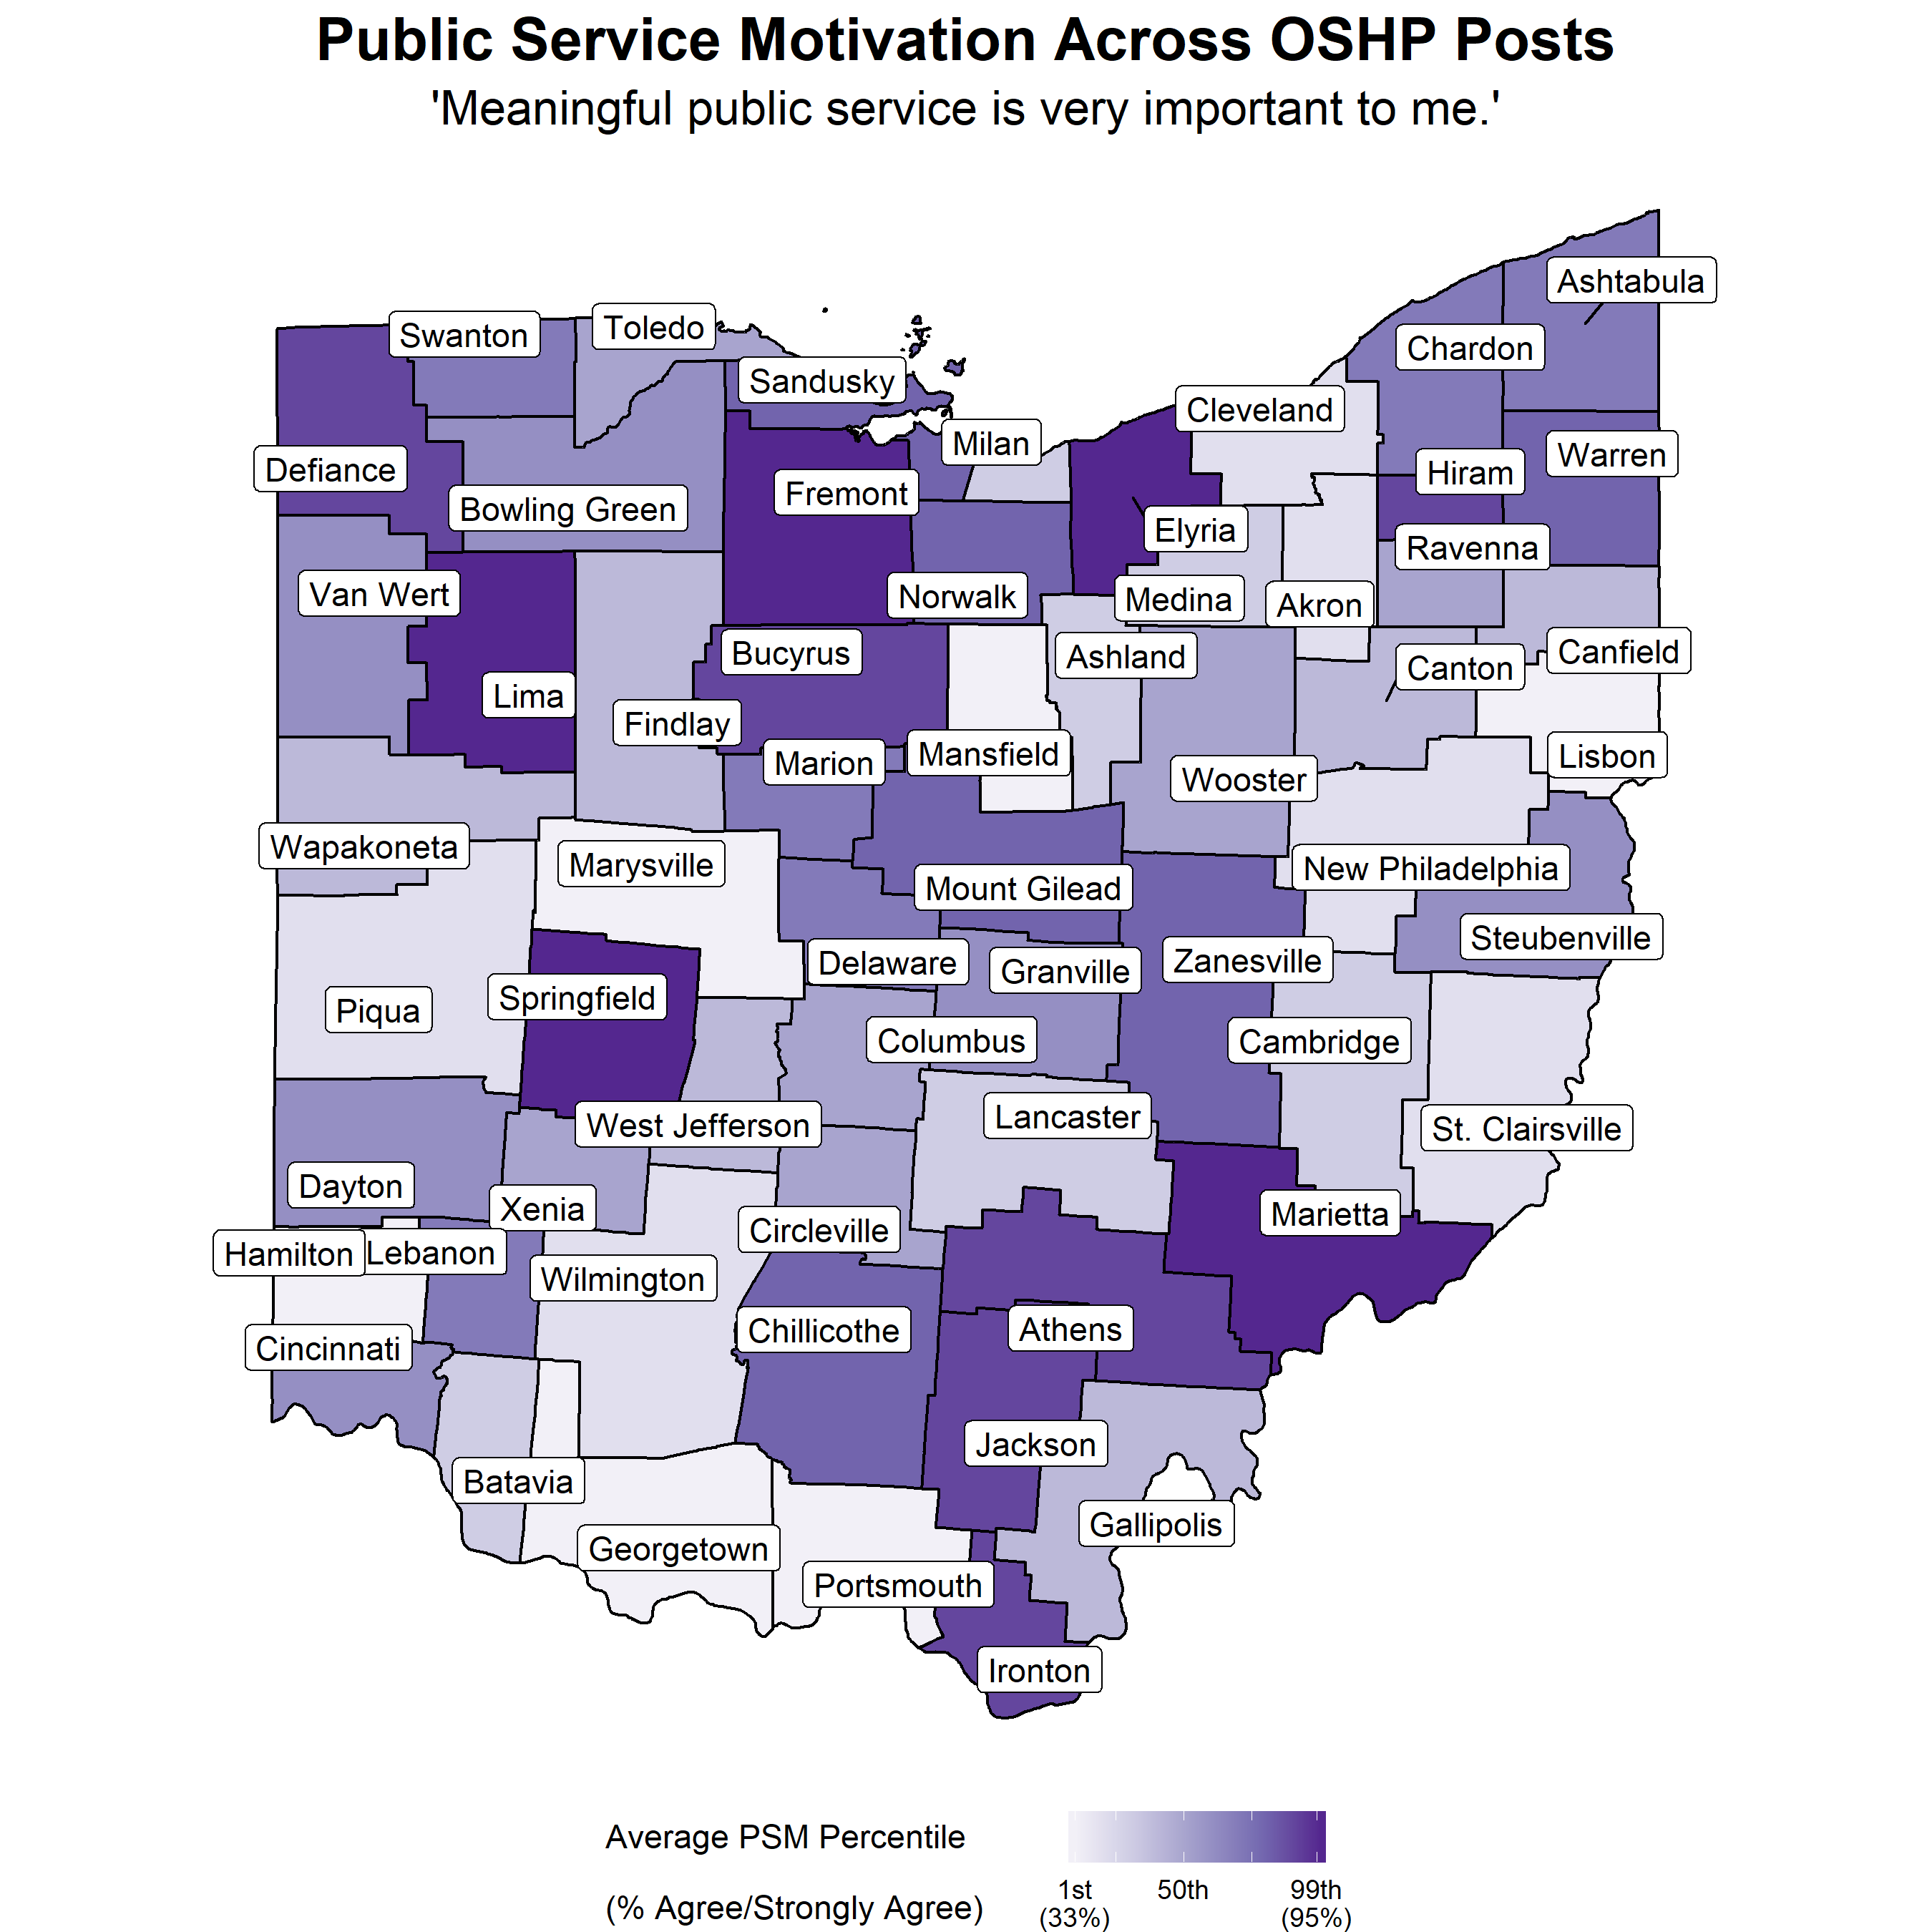 Public Service Motivation Across OSHP Posts
'Meaningful public service is very important to me.'
Ashtabula
Swanton
Toledo
Chardon
Sandusky
Cleveland
Milan
Warren
Defiance
Hiram
Fremont
Bowling Green
Elyria
Ravenna
Van Wert
Norwalk
Medina
Akron
Bucyrus
Ashland
Canfield
Canton
Lima
Findlay
Mansfield
Lisbon
Marion
Wooster
Wapakoneta
Marysville
New Philadelphia
Mount Gilead
Steubenville
Delaware
Zanesville
Granville
Springfield
Piqua
Columbus
Cambridge
Lancaster
West Jefferson
St. Clairsville
Dayton
Xenia
Marietta
Circleville
Hamilton
Lebanon
Wilmington
Athens
Chillicothe
Cincinnati
Jackson
Batavia
Gallipolis
Georgetown
Portsmouth
Ironton
Average PSM Percentile
(% Agree/Strongly Agree)
1st
(33%)
50th
99th
(95%)